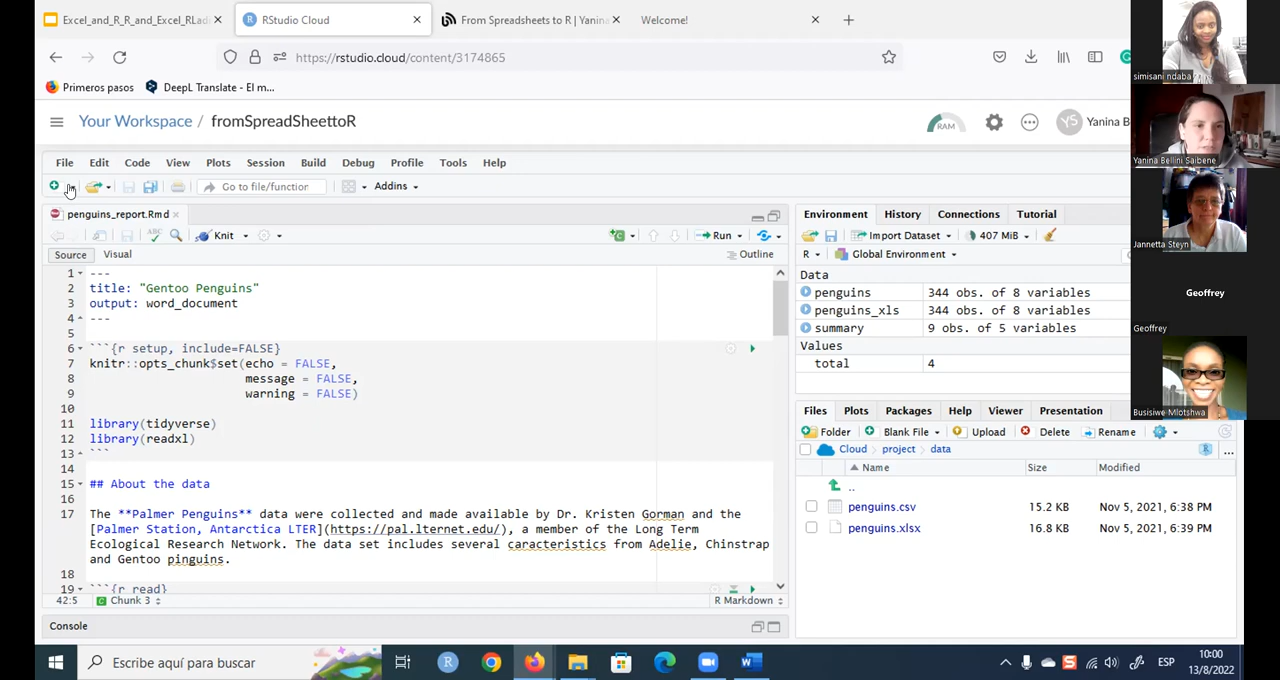 Excel_and_R_R_and_Excel_RLad
RStudio Cloud
From Spreadsheets to R | Yanina
Welcome!
https://rstudio.cloud/content/3174865
Primeros pasos
DeepL Translate - El m...
Your Workspace / fromSpreadSheettoR
RAM
YS
Yanina B
File Edit Code View Plots Session Build Debug Profile Tools Help
Go to file/function
Addins
penguins_report.Rmd
ABC
Knit
Run
Source Visual
Outline
1 ---
2 title: "Gentoo Penguins"
3 output: word_document
4 ---
5
6 ```{r setup, include=FALSE}
7 knitr::opts_chunk$set(echo = FALSE,
8 message = FALSE,
9 warning = FALSE)
10
11 library(tidyverse)
12 library(readxl)
13 ```
14
15 ## About the data
16
17 The **Palmer Penguins** data were collected and made available by Dr. Kristen Gorman and the
[Palmer Station, Antarctica LTER](https://pal.lternet.edu/), a member of the Long Term
Ecological Research Network. The data set includes several caracteristics from Adelie, Chinstrap
and Gentoo pinguins.
18
19 ```{r read}
42:5
Chunk 3
R Markdown
Console
Environment History Connections Tutorial
Import Dataset
407 MiB
R
Global Environment
Data
penguins 344 obs. of 8 variables
penguins_xls 344 obs. of 8 variables
summary 9 obs. of 5 variables
Values
total 4
Files Plots Packages Help Viewer Presentation
Folder Blank File Upload Delete Rename
Cloud project data
R
Name Size Modified
..
penguins.csv 15.2 KB Nov 5, 2021, 6:38 PM
penguins.xlsx 16.8 KB Nov 5, 2021, 6:39 PM
simisani ndaba
Yanina Bellini Saibene
Jannetta Steyn
Geoffrey
Geoffrey
Busisiwe Mlotshwa
Escribe aquí para buscar
ESP
10:00
13/8/2022